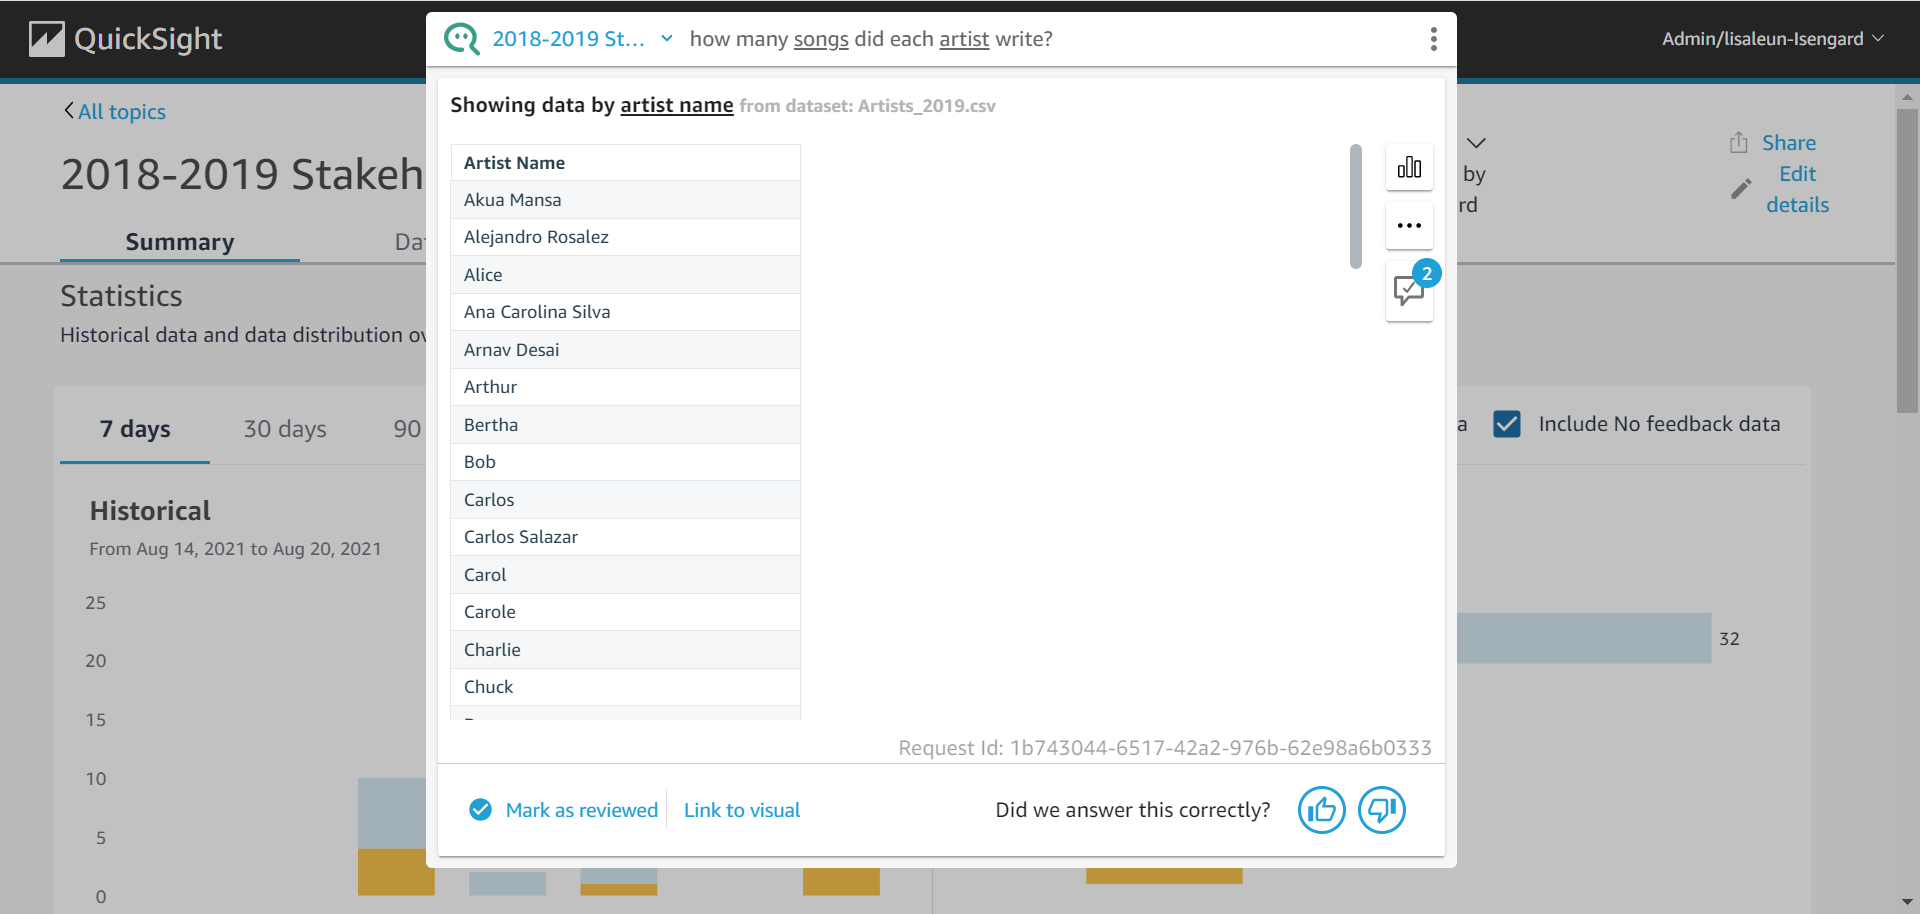 QuickSight
2018-2019 St...
how many songs did each artist write?
Admin/lisaleun-Isengard
All topics
2018-2019 Stakeh
Share
Edit
details
by
rd
Summary
Da
Statistics
Historical data and data distribution ov
7 days
30 days
90
a
Include No feedback data
Historical
From Aug 14, 2021 to Aug 20, 2021
25
20
15
10
5
0
32
Showing data by artist name from dataset: Artists_2019.csv
2
Artist Name
Akua Mansa
Alejandro Rosalez
Alice
Ana Carolina Silva
Arnav Desai
Arthur
Bertha
Bob
Carlos
Carlos Salazar
Carol
Carole
Charlie
Chuck
Request Id: 1b743044-6517-42a2-976b-62e98a6b0333
Mark as reviewed
Link to visual
Did we answer this correctly?